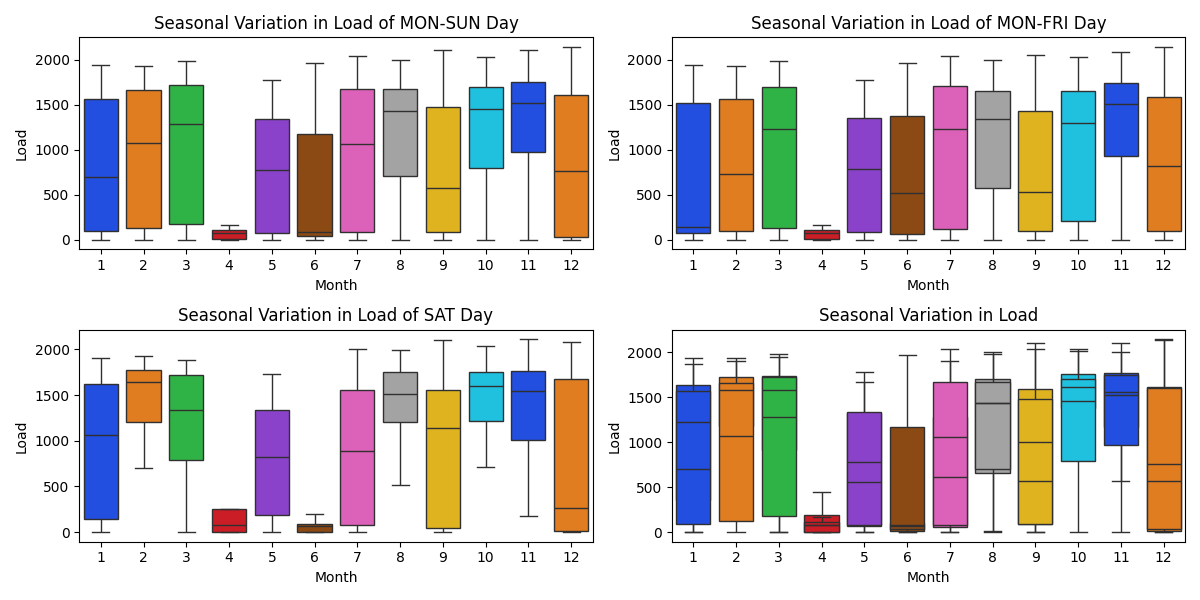 Seasonal Variation in Load of MON-SUN Day
Load
2000
1500
1000
500
0
1 2 3 4 5 6 7 8 9 10 11 12
Month
Seasonal Variation in Load of MON-FRI Day
Load
2000
1500
1000
500
0
1 2 3 4 5 6 7 8 9 10 11 12
Month
Seasonal Variation in Load of SAT Day
Load
2000
1500
1000
500
0
1 2 3 4 5 6 7 8 9 10 11 12
Month
Seasonal Variation in Load
Load
2000
1500
1000
500
0
1 2 3 4 5 6 7 8 9 10 11 12
Month